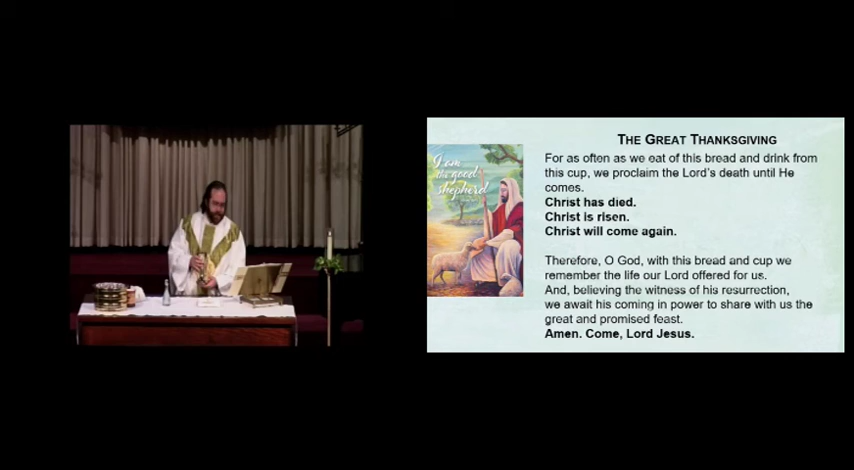 THE GREAT THANKSGIVING
For as often as we eat of this bread and drink from
this cup, we proclaim the Lord's death until He
comes.
Christ has died.
Christ is risen.
Christ will come again.
Therefore, O God, with this bread and cup we
remember the life our Lord offered for us.
And, believing the witness of his resurrection,
we await his coming in power to share with us the
great and promised feast.
Amen. Come, Lord Jesus.
I am
the good
shepherd